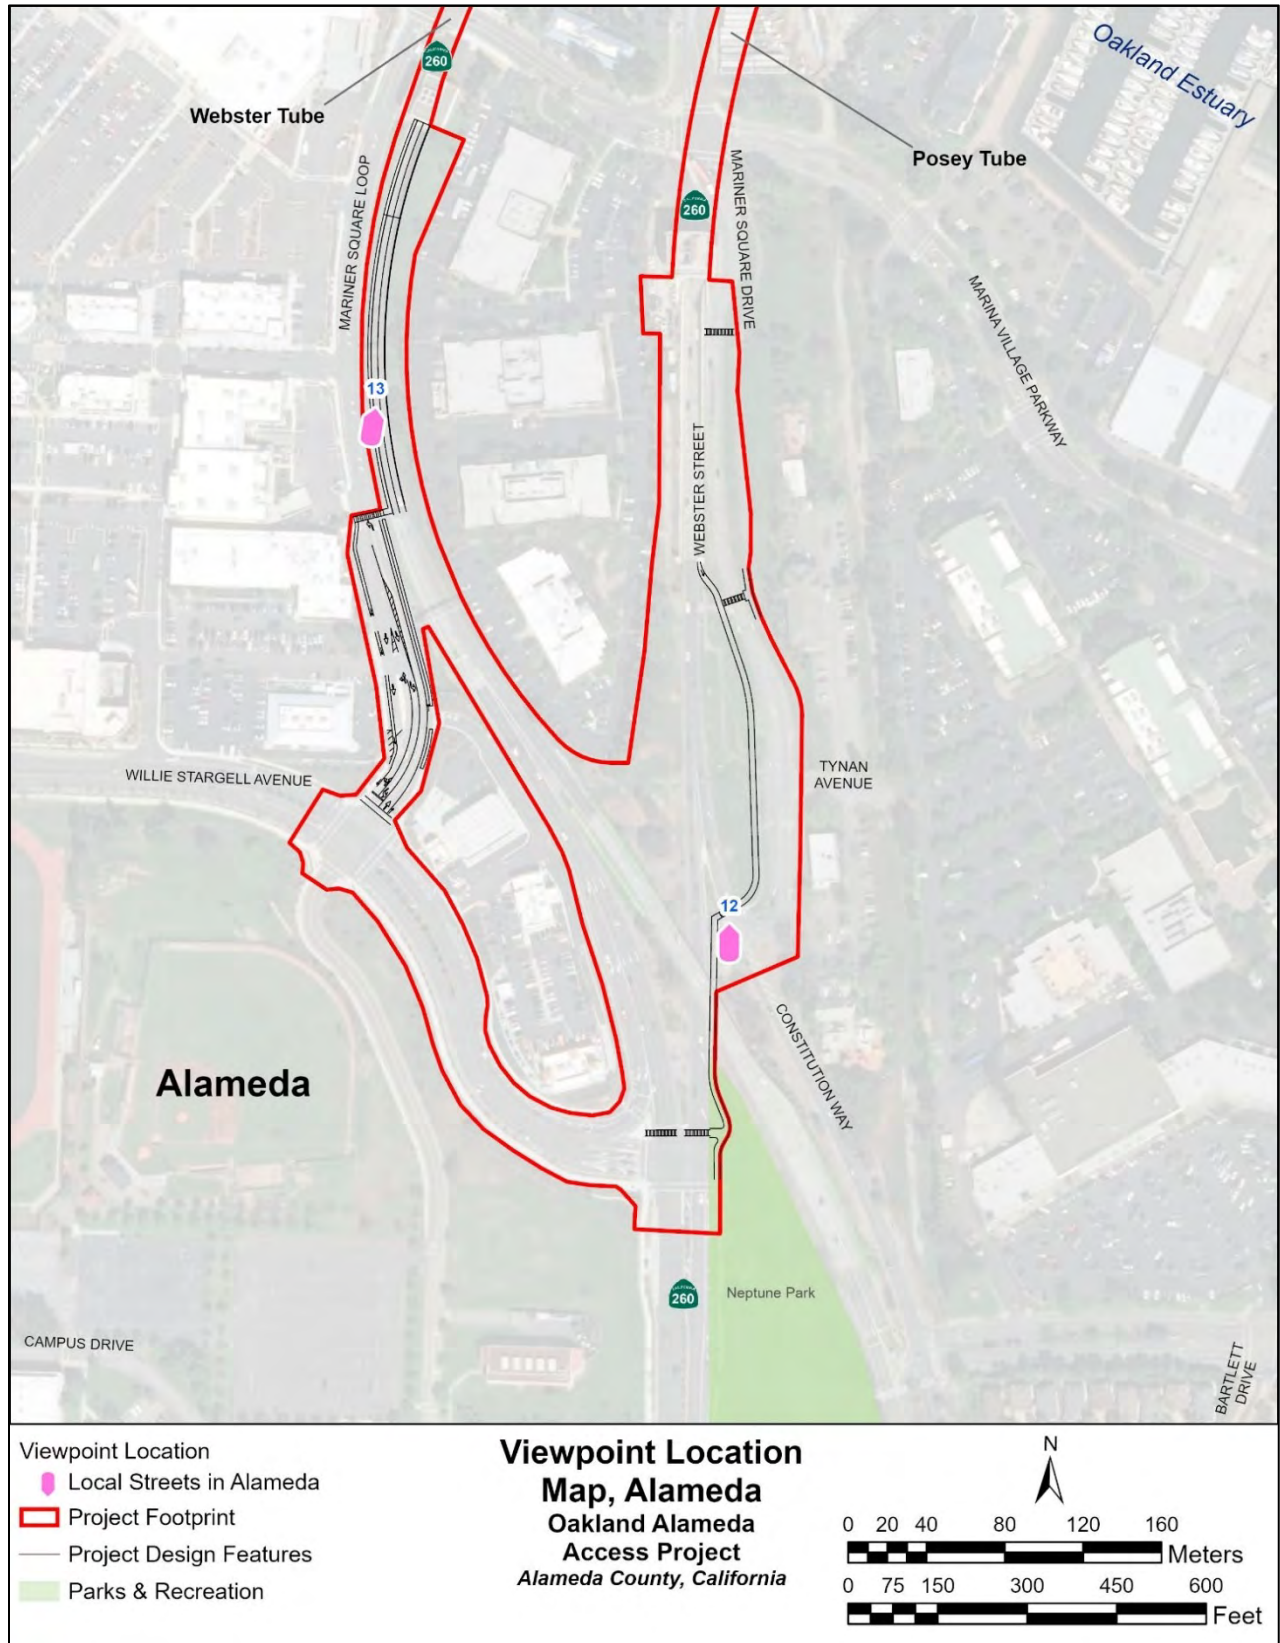 Oakland Estuary
CALIFORNIA
260
Webster Tube
Posey Tube
MARINER SQUARE LOOP
MARINER SQUARE DRIVE
260
MARINA VILLAGE PARKWAY
13
WEBSTER STREET
WILLIE STARGELL AVENUE
TYNAN
AVENUE
12
CONSTITUTION WAY
Alameda
260
Neptune Park
CAMPUS DRIVE
BARTLETT
DRIVE
Viewpoint Location
Local Streets in Alameda
Project Footprint
Project Design Features
Parks & Recreation
Viewpoint Location
Map, Alameda
Oakland Alameda
Access Project
Alameda County, California
N
0 20 40 80 120 160
Meters
0 75 150 300 450 600
Feet